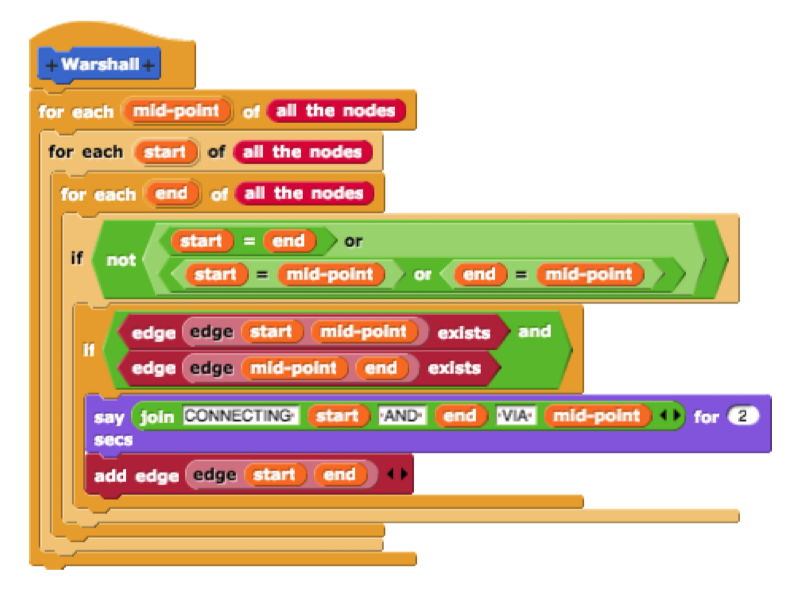 +Warshall+
for each mid-point of all the nodes
for each start of all the nodes
for each end of all the nodes
if not start = end or
start = mid-point or end = mid-point
if edge edge start mid-point exists and
edge edge mid-point end exists
say join CONNECTING start AND end VIA mid-point for 2
secs
add edge edge start end